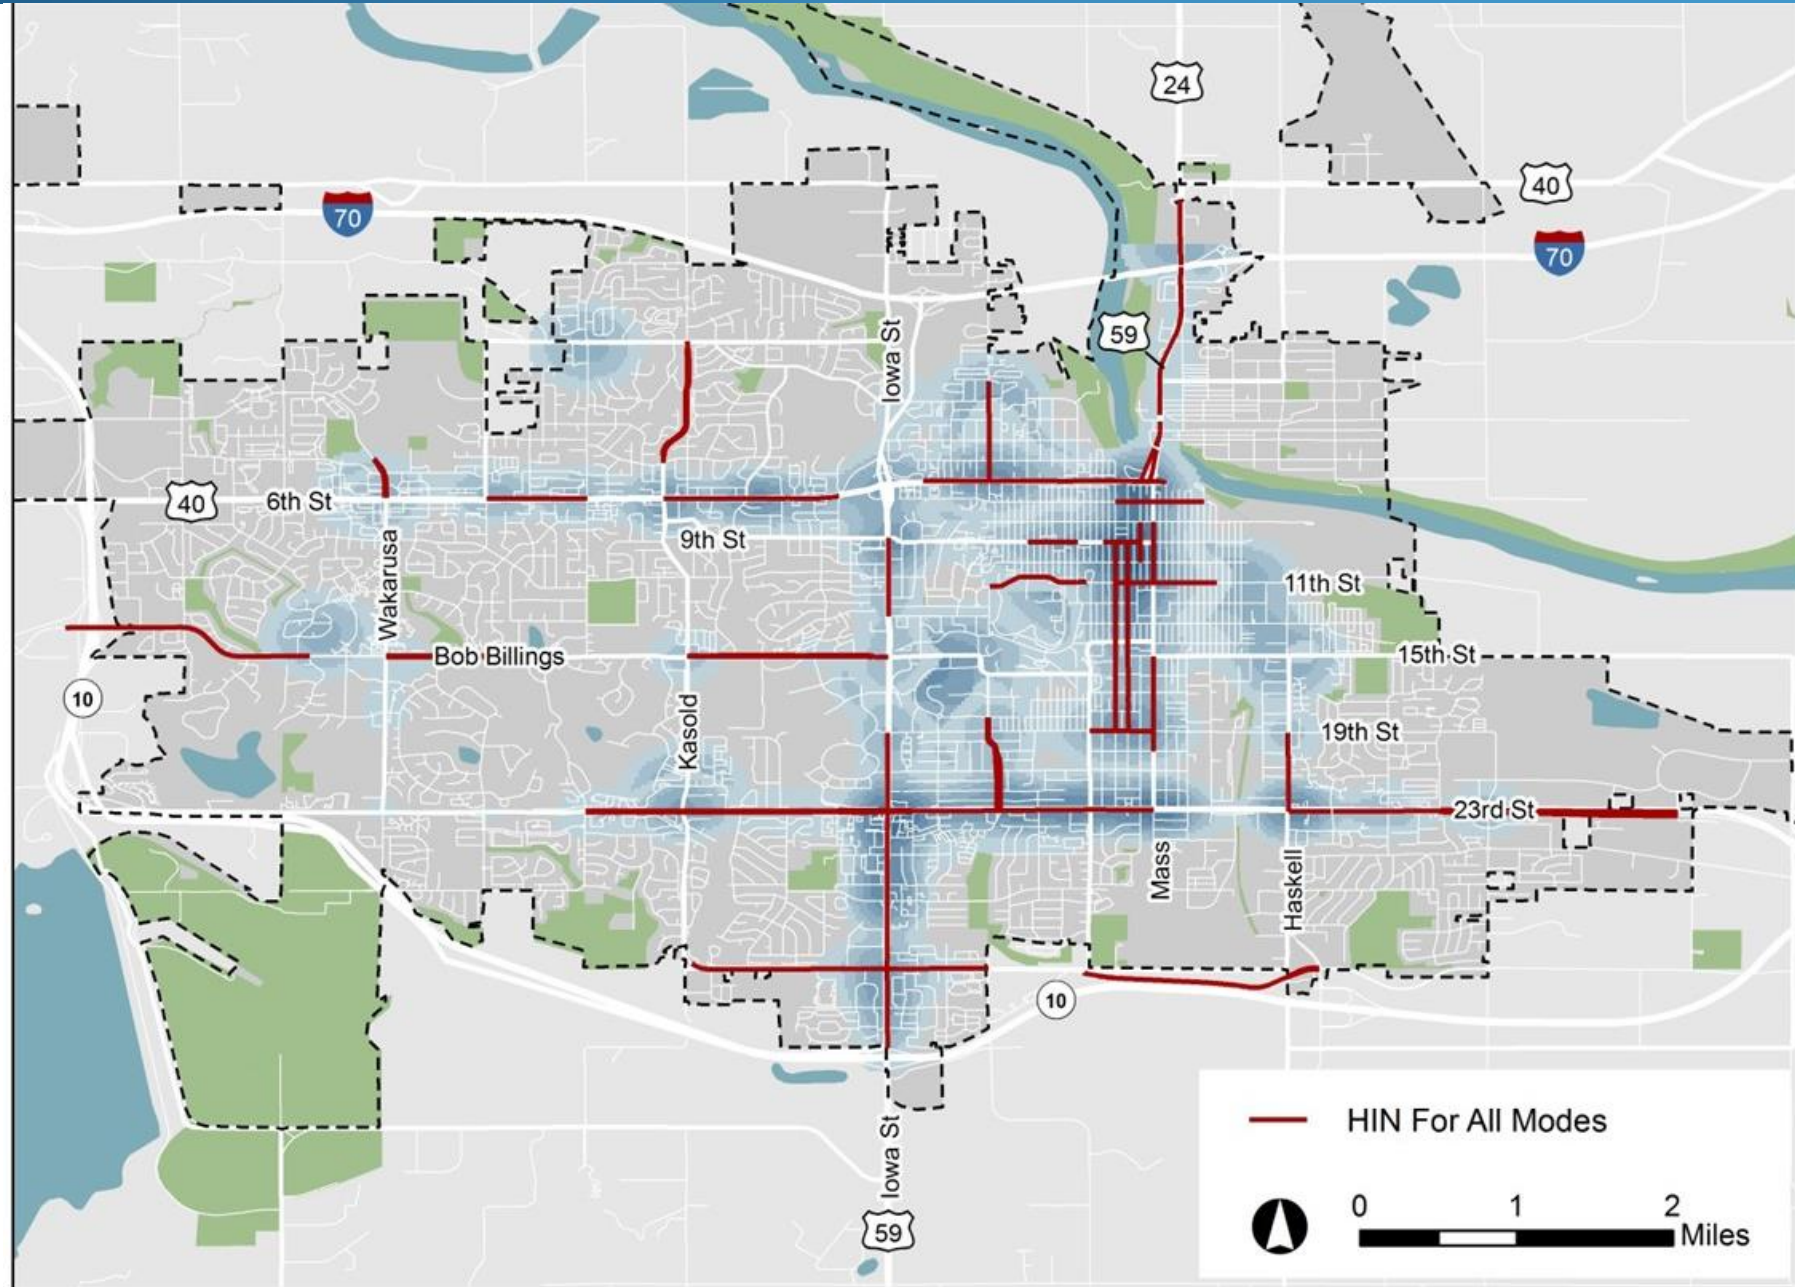 24
40
70
70
59
Iowa St
40
6th St
9th St
Wakarusa
11th St
Bob Billings
15th St
10
Kasold
19th St
23rd St
Mass
Haskell
10
Iowa St
59
HIN For All Modes
0 1 2
Miles